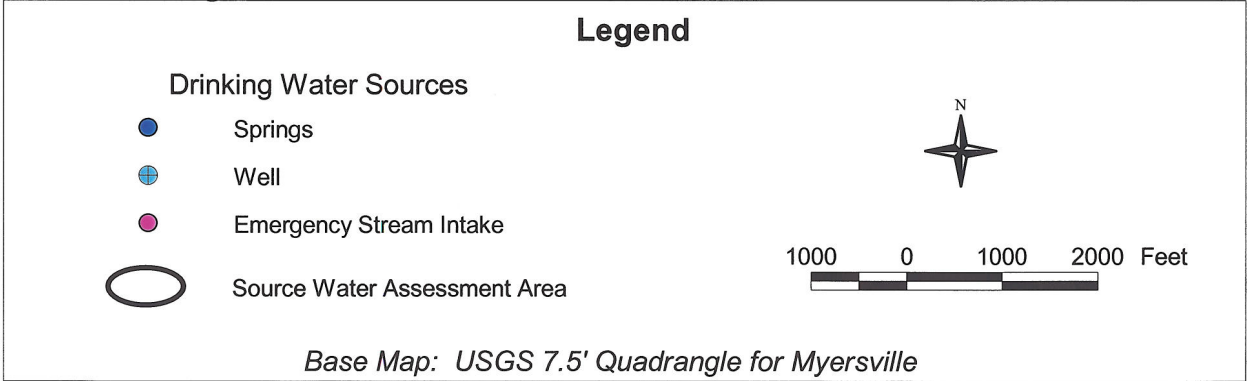 Legend
Drinking Water Sources
Springs
Well
Emergency Stream Intake
Source Water Assessment Area
N
1000 0 1000 2000 Feet
Base Map: USGS 7.5' Quadrangle for Myersville